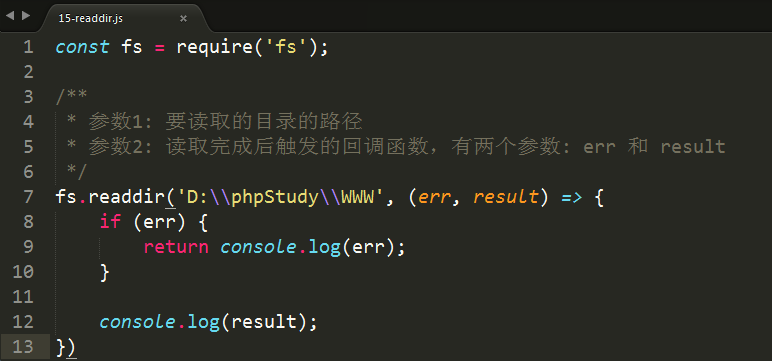 15-readdir.js ×
1 const fs = require('fs');
2
3 /**
4  * 参数1: 要读取的目录的路径
5  * 参数2: 读取完成后触发的回调函数，有两个参数: err 和 result
6  */
7 fs.readdir('D:\\phpStudy\\WWW', (err, result) => {
8     if (err) {
9         return console.log(err);
10     }
11
12     console.log(result);
13 })